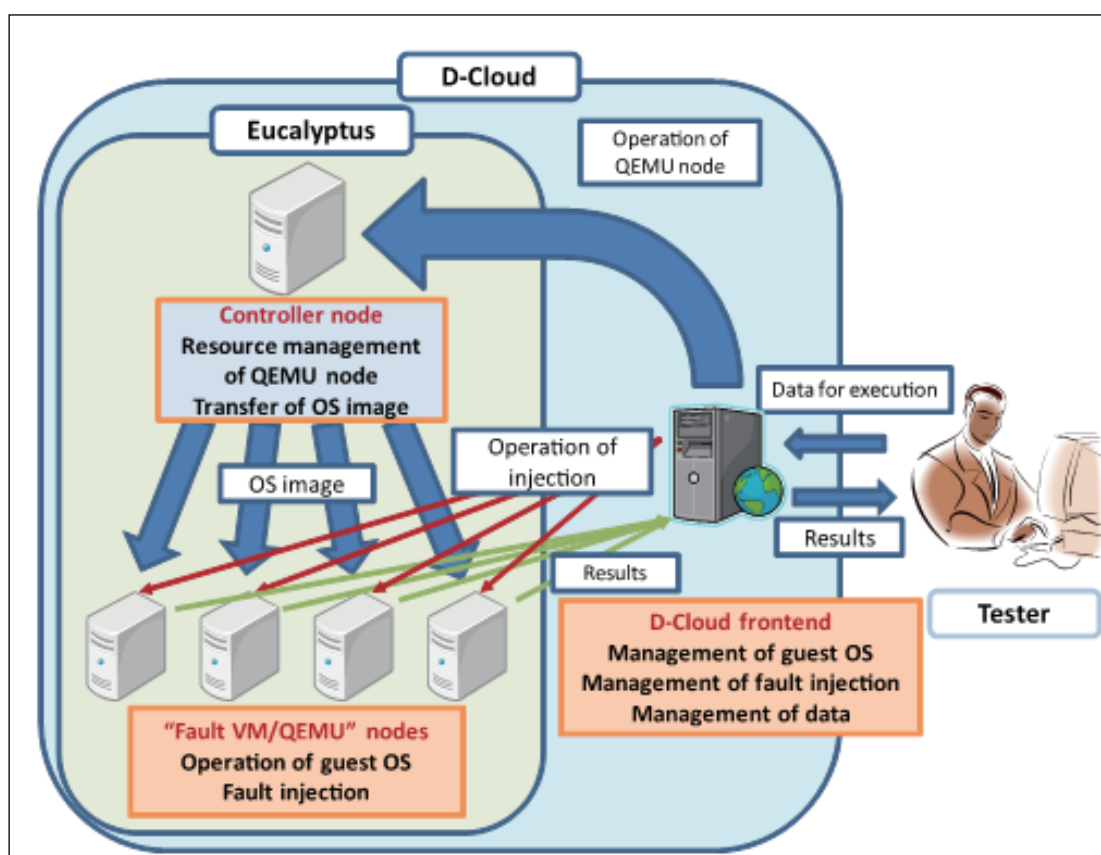 D-Cloud
Eucalyptus
Operation of
QEMU node
Controller node
Resource management
of QEMU node
Transfer of OS image
Data for execution
Operation of
injection
OS image
Results
Results
Tester
D-Cloud frontend
Management of guest OS
Management of fault injection
Management of data
“Fault VM/QEMU” nodes
Operation of guest OS
Fault injection